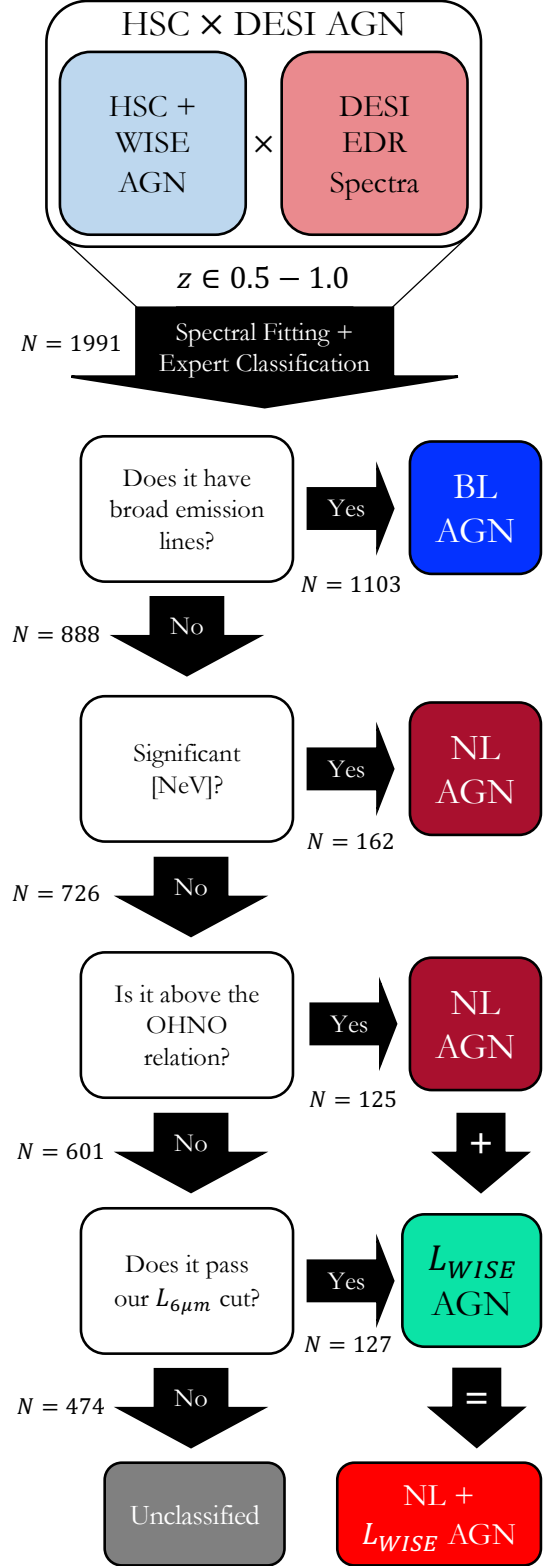 HSC × DESI AGN
HSC +
WISE
AGN
×
DESI
EDR
Spectra
z ∈ 0.5 − 1.0
N = 1991
Spectral Fitting +
Expert Classification
Does it have
broad emission
lines?
Yes
BL
AGN
N = 1103
No
N = 888
Significant
[NeV]?
Yes
NL
AGN
N = 162
No
N = 726
Is it above the
OHNO
relation?
Yes
NL
AGN
N = 125
No
N = 601
+
Does it pass
our L6μm cut?
Yes
LWISE
AGN
N = 127
No
N = 474
=
Unclassified
NL +
LWISE AGN